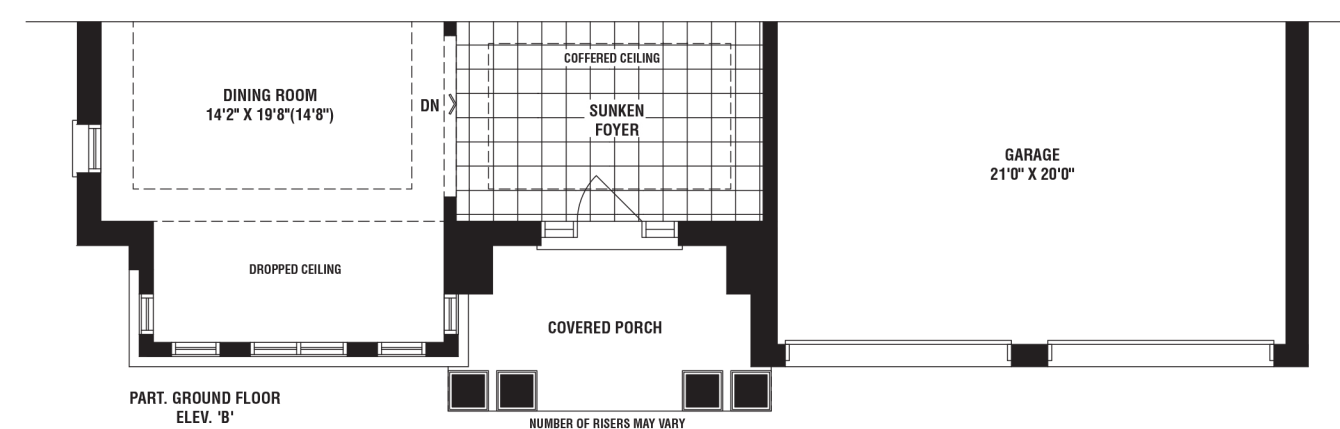 COFFERED CEILING
DINING ROOM
14'2" X 19'8"(14'8")
DN
SUNKEN
FOYER
GARAGE
21'0" X 20'0"
DROPPED CEILING
COVERED PORCH
PART. GROUND FLOOR
ELEV. 'B'
NUMBER OF RISERS MAY VARY